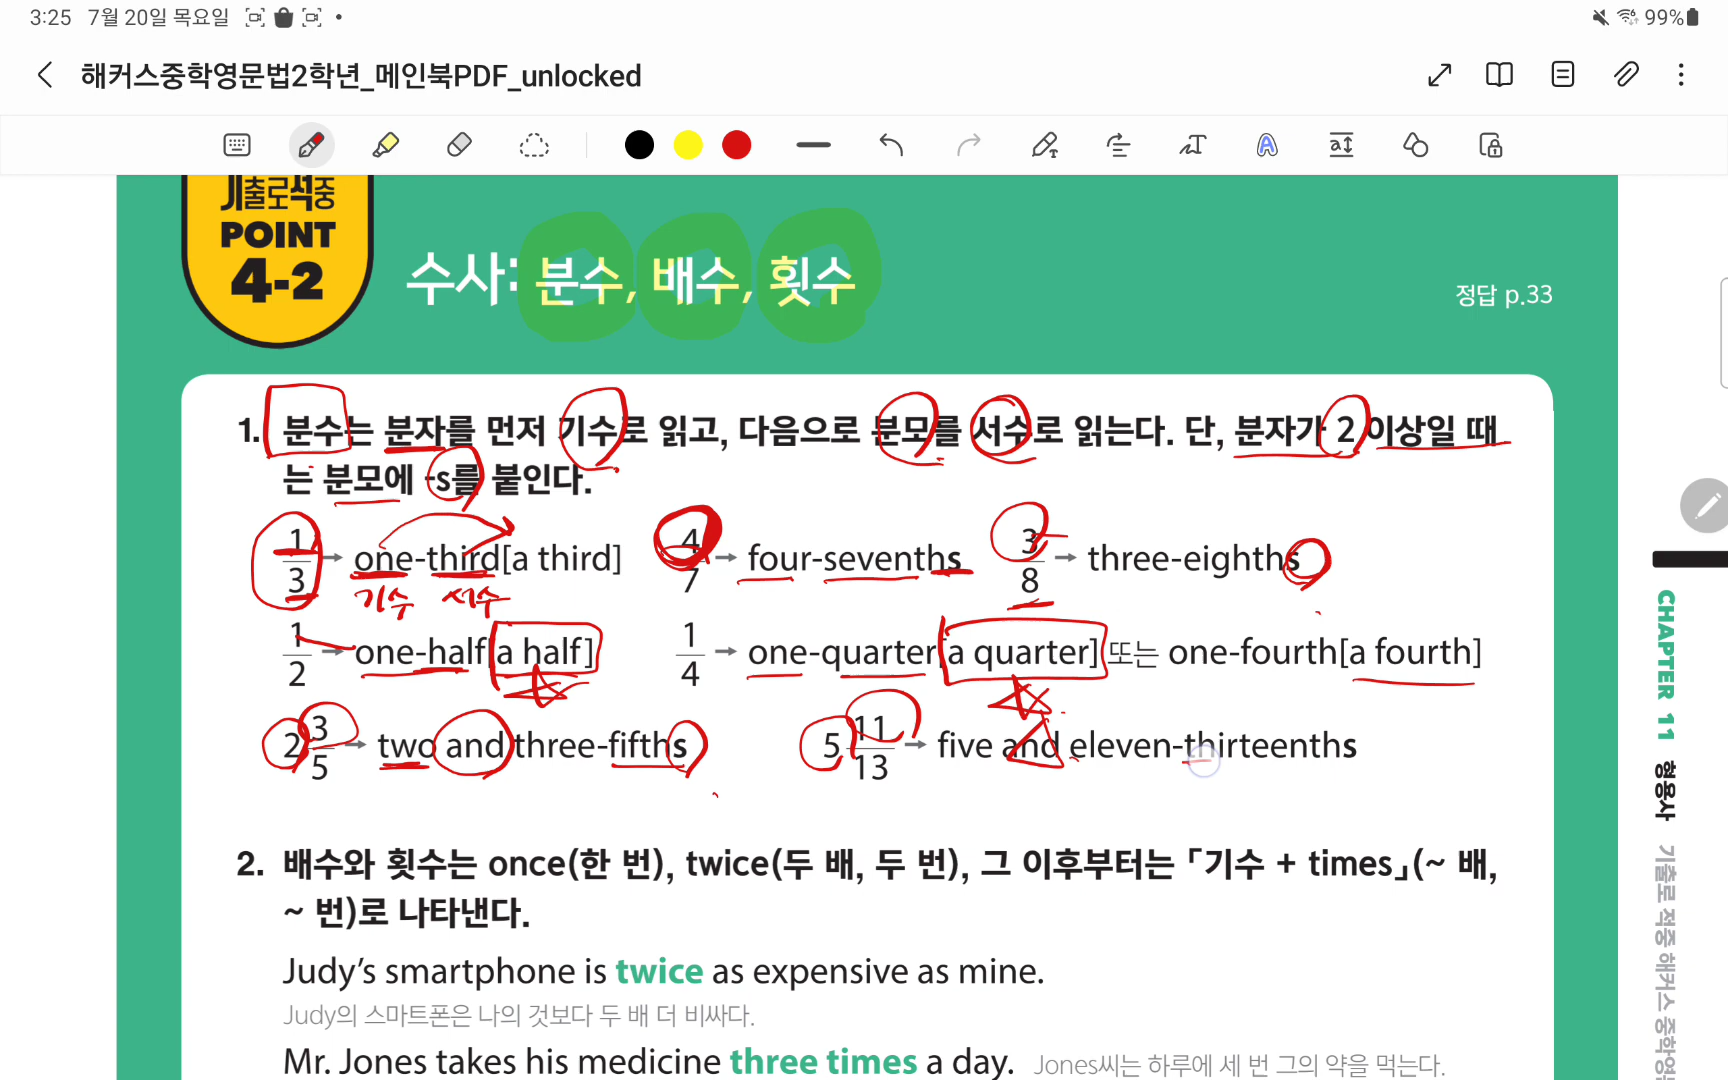 3:25 7월 20일 목요일
99%
해커스중학영문법2학년_메인북PDF_unlocked
기출로적중
POINT
4-2
수사: 분수, 배수, 횟수
정답 p.33
1. 분수는 분자를 먼저 기수로 읽고, 다음으로 분모를 서수로 읽는다. 단, 분자가 2 이상일 때
는 분모에 -s를 붙인다.
1/3 → one-third[a third] 4/7 → four-sevenths 3/8 → three-eighths
기수 서수
1/2 → one-half[a half] 1/4 → one-quarter[a quarter] 또는 one-fourth[a fourth]
2 3/5 → two and three-fifths 5 11/13 → five and eleven-thirteenths
2. 배수와 횟수는 once(한 번), twice(두 배, 두 번), 그 이후부터는 「기수 + times」(~ 배,
~ 번)로 나타낸다.
Judy's smartphone is twice as expensive as mine.
Judy의 스마트폰은 나의 것보다 두 배 더 비싸다.
Mr. Jones takes his medicine three times a day. Jones씨는 하루에 세 번 그의 약을 먹는다.
CHAPTER 11 형용사 기출로 적중 해커스 중학영